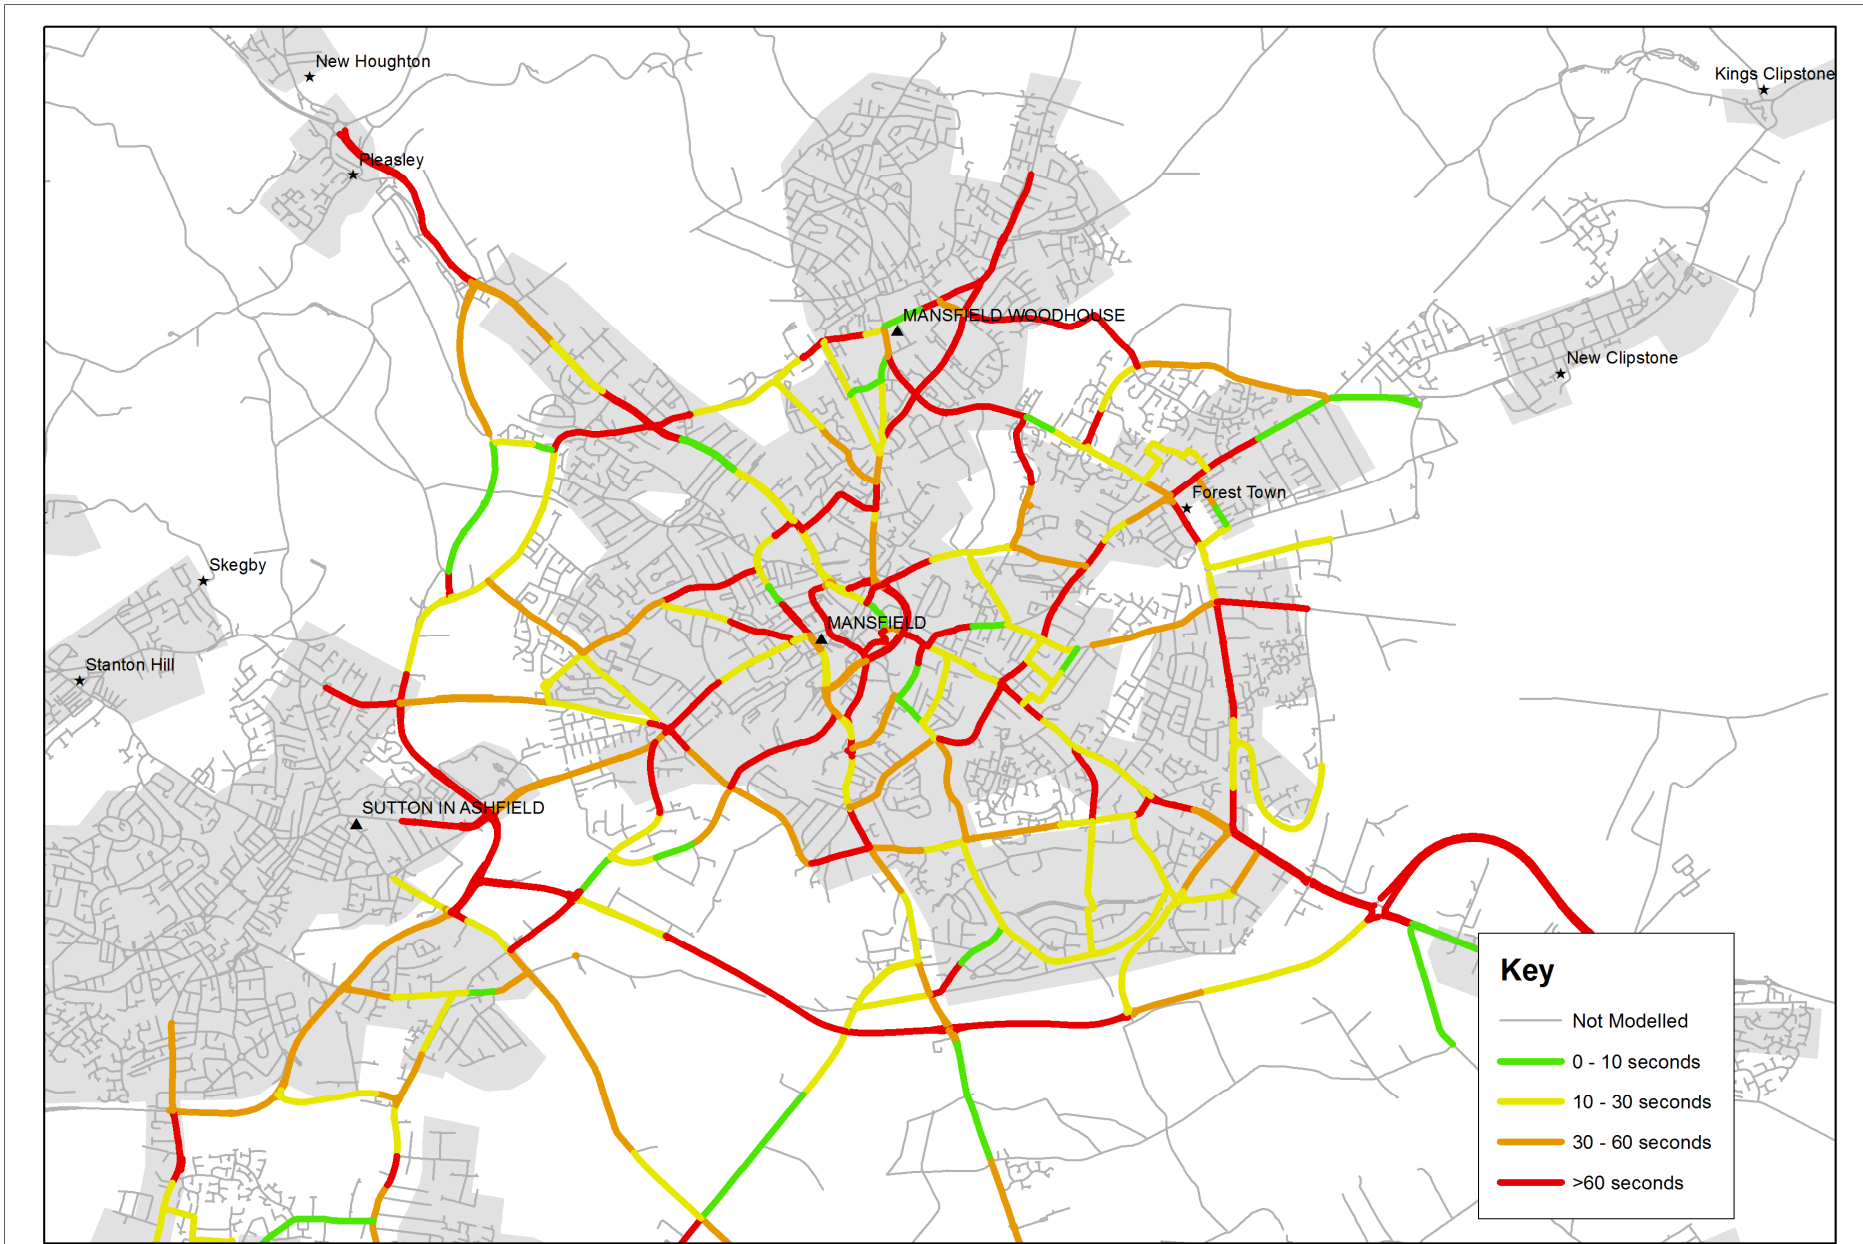 New Houghton
Kings Clipstone
Pleasley
MANSFIELD WOODHOUSE
New Clipstone
Forest Town
Skegby
MANSFIELD
Stanton Hill
SUTTON IN ASHFIELD
Key
Not Modelled
0 - 10 seconds
10 - 30 seconds
30 - 60 seconds
>60 seconds